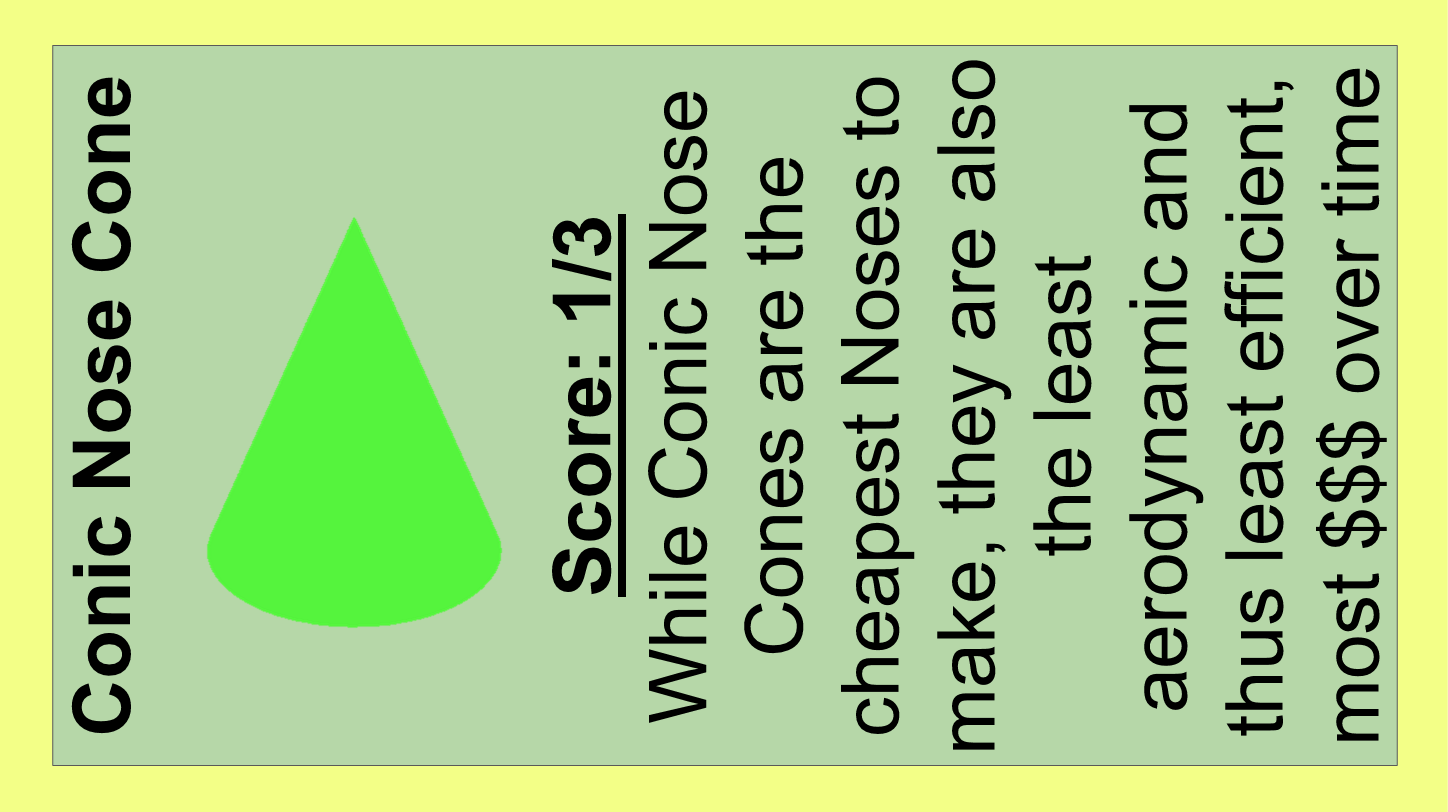 Conic Nose Cone
Score: 1/3
While Conic Nose
Cones are the
cheapest Noses to
make, they are also
the least
aerodynamic and
thus least efficient,
most $$$ over time